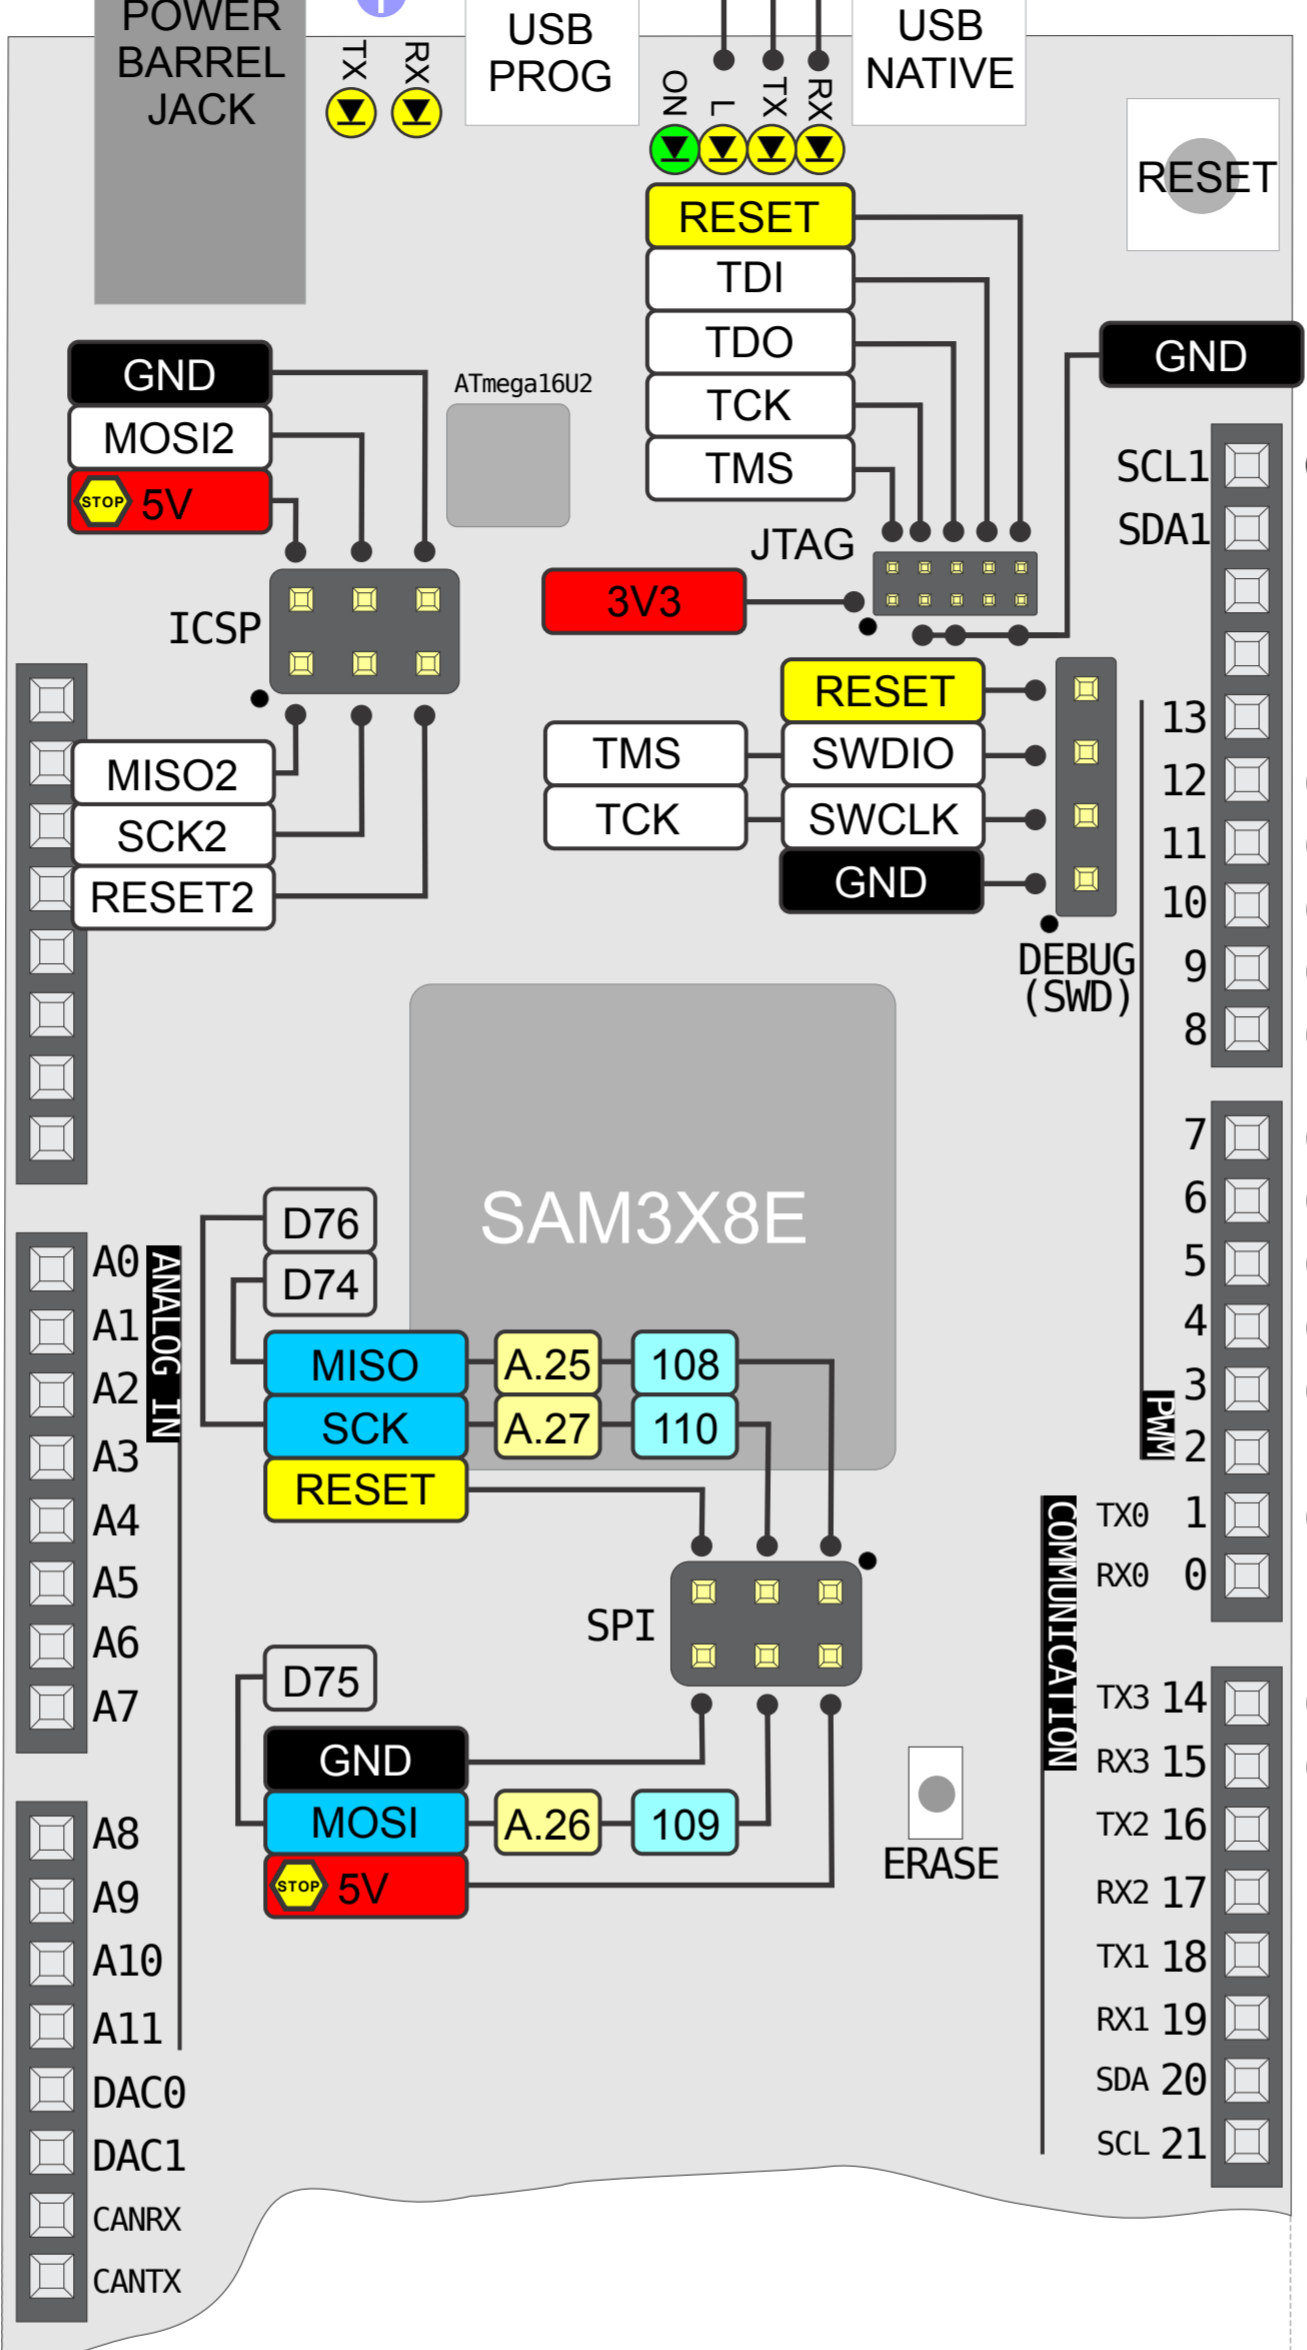 POWER
BARREL
JACK
TX
RX
USB
PROG
ON
L
TX
RX
USB
NATIVE
RESET
RESET
TDI
TDO
TCK
TMS
GND
MOSI2
STOP 5V
ATmega16U2
GND
JTAG
3V3
ICSP
MISO2
SCK2
RESET2
RESET
TMS SWDIO
TCK SWCLK
GND
DEBUG
(SWD)
SCL1
SDA1
13
12
11
10
9
8
7
6
5
4
3
2
PWM
TX0 1
RX0 0
COMMUNICATION
TX3 14
RX3 15
TX2 16
RX2 17
TX1 18
RX1 19
SDA 20
SCL 21
SAM3X8E
D76
D74
MISO A.25 108
SCK A.27 110
RESET
SPI
D75
GND
MOSI A.26 109
STOP 5V
ERASE
ANALOG IN
A0
A1
A2
A3
A4
A5
A6
A7
A8
A9
A10
A11
DAC0
DAC1
CANRX
CANTX